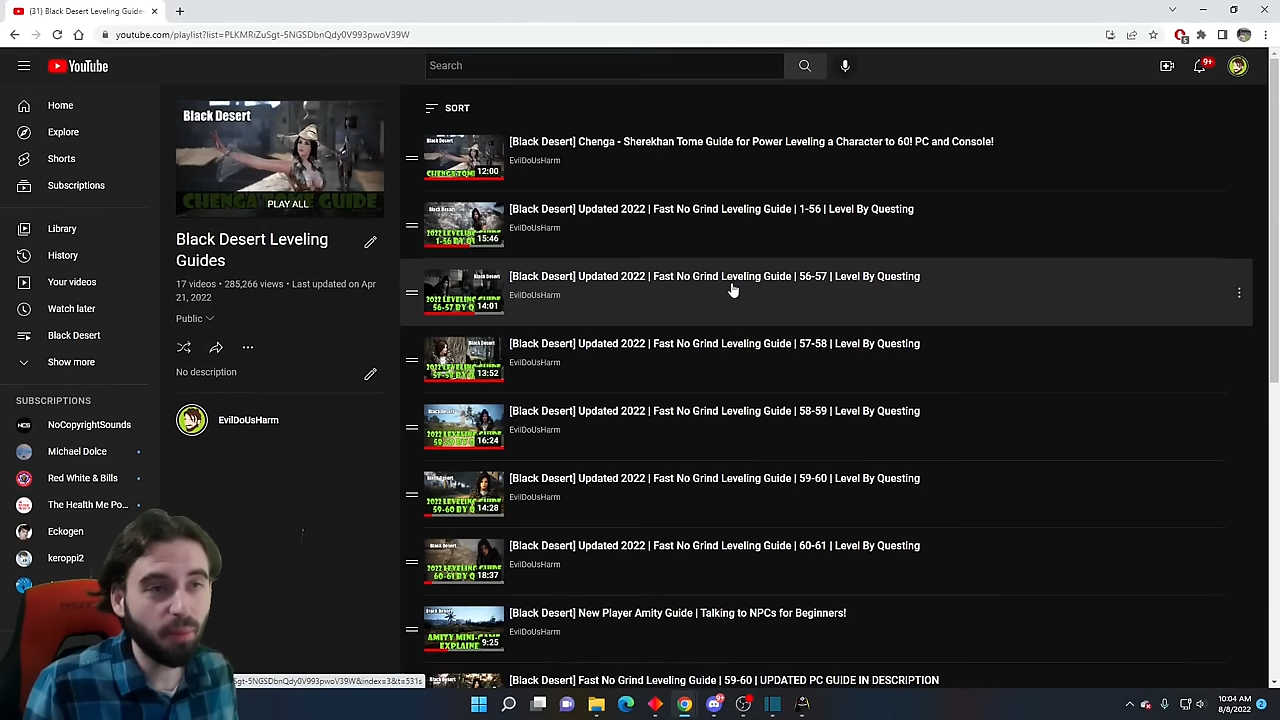 (31) Black Desert Leveling Guide
youtube.com/playlist?list=PLKMRiZuSgt-5NGSDbnQdy0V993pwoV39W
YouTube
Search
9+
Home
Explore
Shorts
Subscriptions
Library
History
Your videos
Watch later
Black Desert
Show more
SUBSCRIPTIONS
NoCopyrightSounds
Michael Dolce
Red White & Bills
The Health Me Po...
Eckogen
keroppi2
Black Desert
CHENGA TOME GUIDE
PLAY ALL
Black Desert Leveling
Guides
17 videos • 285,266 views • Last updated on Apr
21, 2022
Public
No description
EvilDoUsHarm
SORT
[Black Desert] Chenga - Sherekhan Tome Guide for Power Leveling a Character to 60! PC and Console!
EvilDoUsHarm
12:00
[Black Desert] Updated 2022 | Fast No Grind Leveling Guide | 1-56 | Level By Questing
EvilDoUsHarm
15:46
[Black Desert] Updated 2022 | Fast No Grind Leveling Guide | 56-57 | Level By Questing
EvilDoUsHarm
14:01
[Black Desert] Updated 2022 | Fast No Grind Leveling Guide | 57-58 | Level By Questing
EvilDoUsHarm
13:52
[Black Desert] Updated 2022 | Fast No Grind Leveling Guide | 58-59 | Level By Questing
EvilDoUsHarm
16:24
[Black Desert] Updated 2022 | Fast No Grind Leveling Guide | 59-60 | Level By Questing
EvilDoUsHarm
14:28
[Black Desert] Updated 2022 | Fast No Grind Leveling Guide | 60-61 | Level By Questing
EvilDoUsHarm
18:37
[Black Desert] New Player Amity Guide | Talking to NPCs for Beginners!
EvilDoUsHarm
9:25
[Black Desert] Fast No Grind Leveling Guide | 59-60 | UPDATED PC GUIDE IN DESCRIPTION
Sgt-5NGSDbnQdy0V993pwoV39W&index=3&t=531s
10:04 AM
8/8/2022